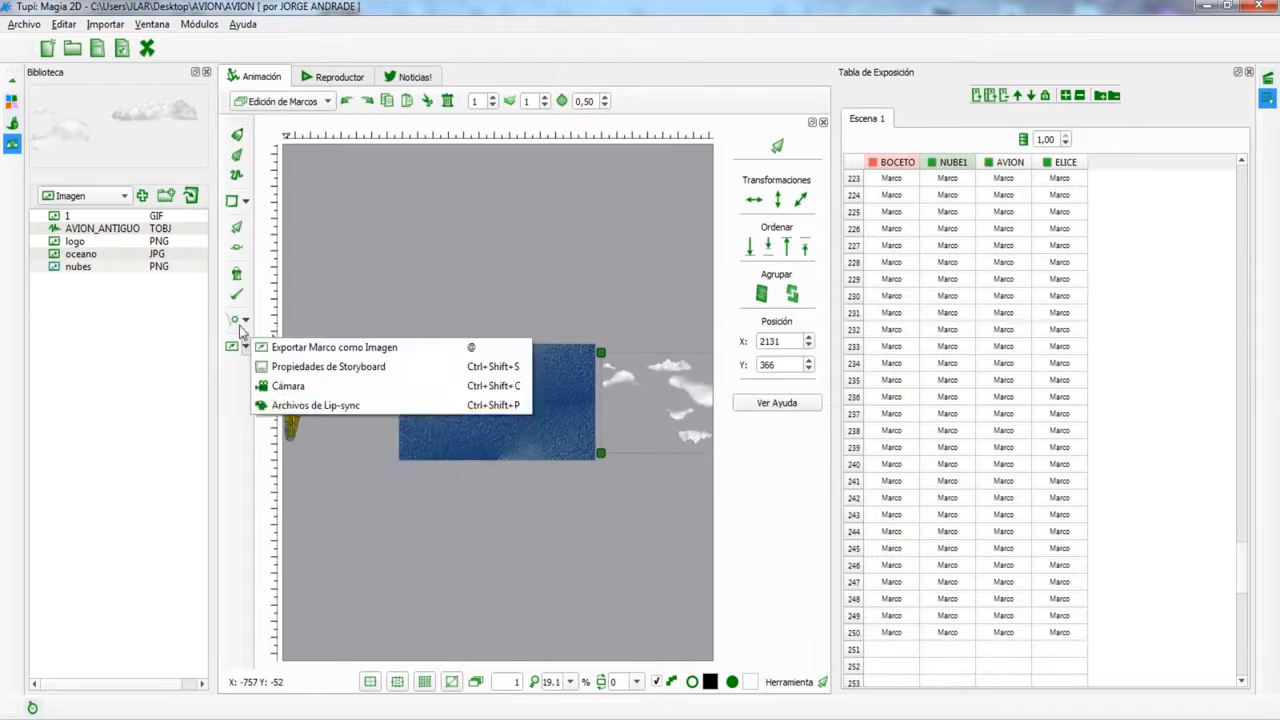 Tupí: Magia 2D - C:\Users\JLAR\Desktop\AVION\AVION [ por JORGE ANDRADE ]
Archivo Editar Importar Ventana Módulos Ayuda
Biblioteca
Imagen
1 GIF
AVION_ANTIGUO TOBJ
logo PNG
oceano JPG
nubes PNG
Animación Reproductor Noticias!
Edición de Marcos 1 1 0,50
Exportar Marco como Imagen @
Propiedades de Storyboard Ctrl+Shift+S
Cámara Ctrl+Shift+C
Archivos de Lip-sync Ctrl+Shift+P
Transformaciones
Ordenar
Agrupar
Posición
X: 2131
Y: 366
Ver Ayuda
X: -757 Y: -52 1 19.1 % 0 Herramienta
Tabla de Exposición
Escena 1
1,00
BOCETO NUBE1 AVION ELICE
223 Marco Marco Marco Marco
224 Marco Marco Marco Marco
225 Marco Marco Marco Marco
226 Marco Marco Marco Marco
227 Marco Marco Marco Marco
228 Marco Marco Marco Marco
229 Marco Marco Marco Marco
230 Marco Marco Marco Marco
231 Marco Marco Marco Marco
232 Marco Marco Marco Marco
233 Marco Marco Marco Marco
234 Marco Marco Marco Marco
235 Marco Marco Marco Marco
236 Marco Marco Marco Marco
237 Marco Marco Marco Marco
238 Marco Marco Marco Marco
239 Marco Marco Marco Marco
240 Marco Marco Marco Marco
241 Marco Marco Marco Marco
242 Marco Marco Marco Marco
243 Marco Marco Marco Marco
244 Marco Marco Marco Marco
245 Marco Marco Marco Marco
246 Marco Marco Marco Marco
247 Marco Marco Marco Marco
248 Marco Marco Marco Marco
249 Marco Marco Marco Marco
250 Marco Marco Marco Marco
251
252
253